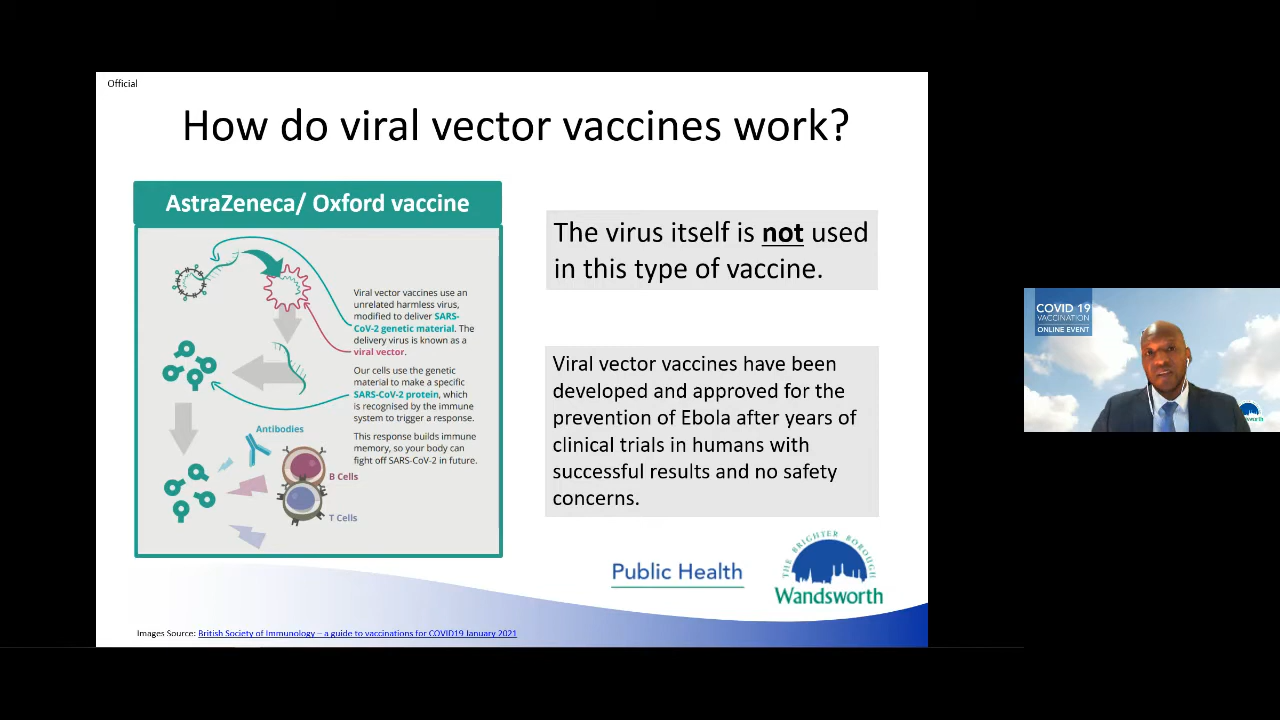 Official
How do viral vector vaccines work?
AstraZeneca/ Oxford vaccine
Viral vector vaccines use an
unrelated harmless virus,
modified to deliver SARS-
CoV-2 genetic material. The
delivery virus is known as a
viral vector.
Our cells use the genetic
material to make a specific
SARS-CoV-2 protein, which
is recognised by the immune
system to trigger a response.
This response builds immune
memory, so your body can
fight off SARS-CoV-2 in future.
Antibodies
B Cells
T Cells
The virus itself is not used
in this type of vaccine.
Viral vector vaccines have been
developed and approved for the
prevention of Ebola after years of
clinical trials in humans with
successful results and no safety
concerns.
Public Health
THE BRIGHTER BOROUGH
Wandsworth
Images Source: British Society of Immunology – a guide to vaccinations for COVID19 January 2021
COVID 19
VACCINATION
ONLINE EVENT